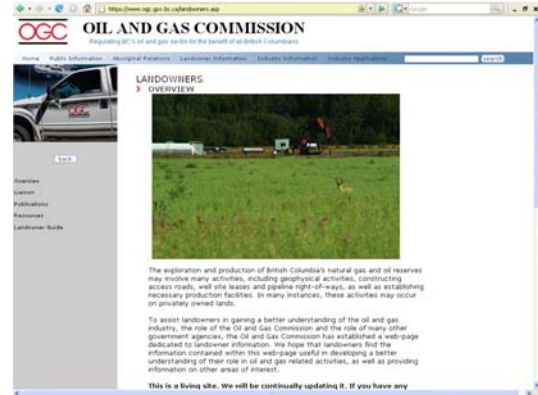 https://www.ogc.gov.bc.ca/landowners.asp
Google
OGC OIL AND GAS COMMISSION
Regulating BC's oil and gas sector for the benefit of all British Columbians
Home Public Information Aboriginal Relations Landowner Information Industry Information Industry Applications search
OGC
back
Overview
Liaison
Publications
Resources
Landowner Guide
LANDOWNERS
OVERVIEW
The exploration and production of British Columbia's natural gas and oil reserves
may involve many activities, including geophysical activities, constructing
access roads, well site leases and pipeline right-of-ways, as well as establishing
necessary production facilities. In many instances, these activities may occur
on privately owned lands.
To assist landowners in gaining a better understanding of the oil and gas
industry, the role of the Oil and Gas Commission and the role of many other
government agencies, the Oil and Gas Commission has established a web-page
dedicated to landowner information. We hope that landowners find the
information contained within this web-page useful in developing a better
understanding of their role in oil and gas related activities, as well as providing
information on other areas of interest.
This is a living site. We will be continually updating it. If you have any